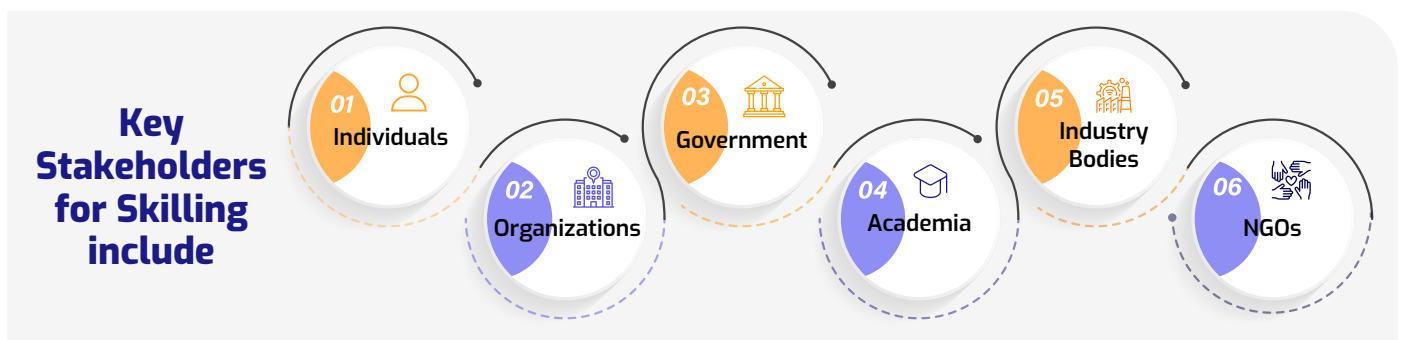 Key
Stakeholders
for Skilling
include
01
Individuals
02
Organizations
03
Government
04
Academia
05
Industry
Bodies
06
NGOs